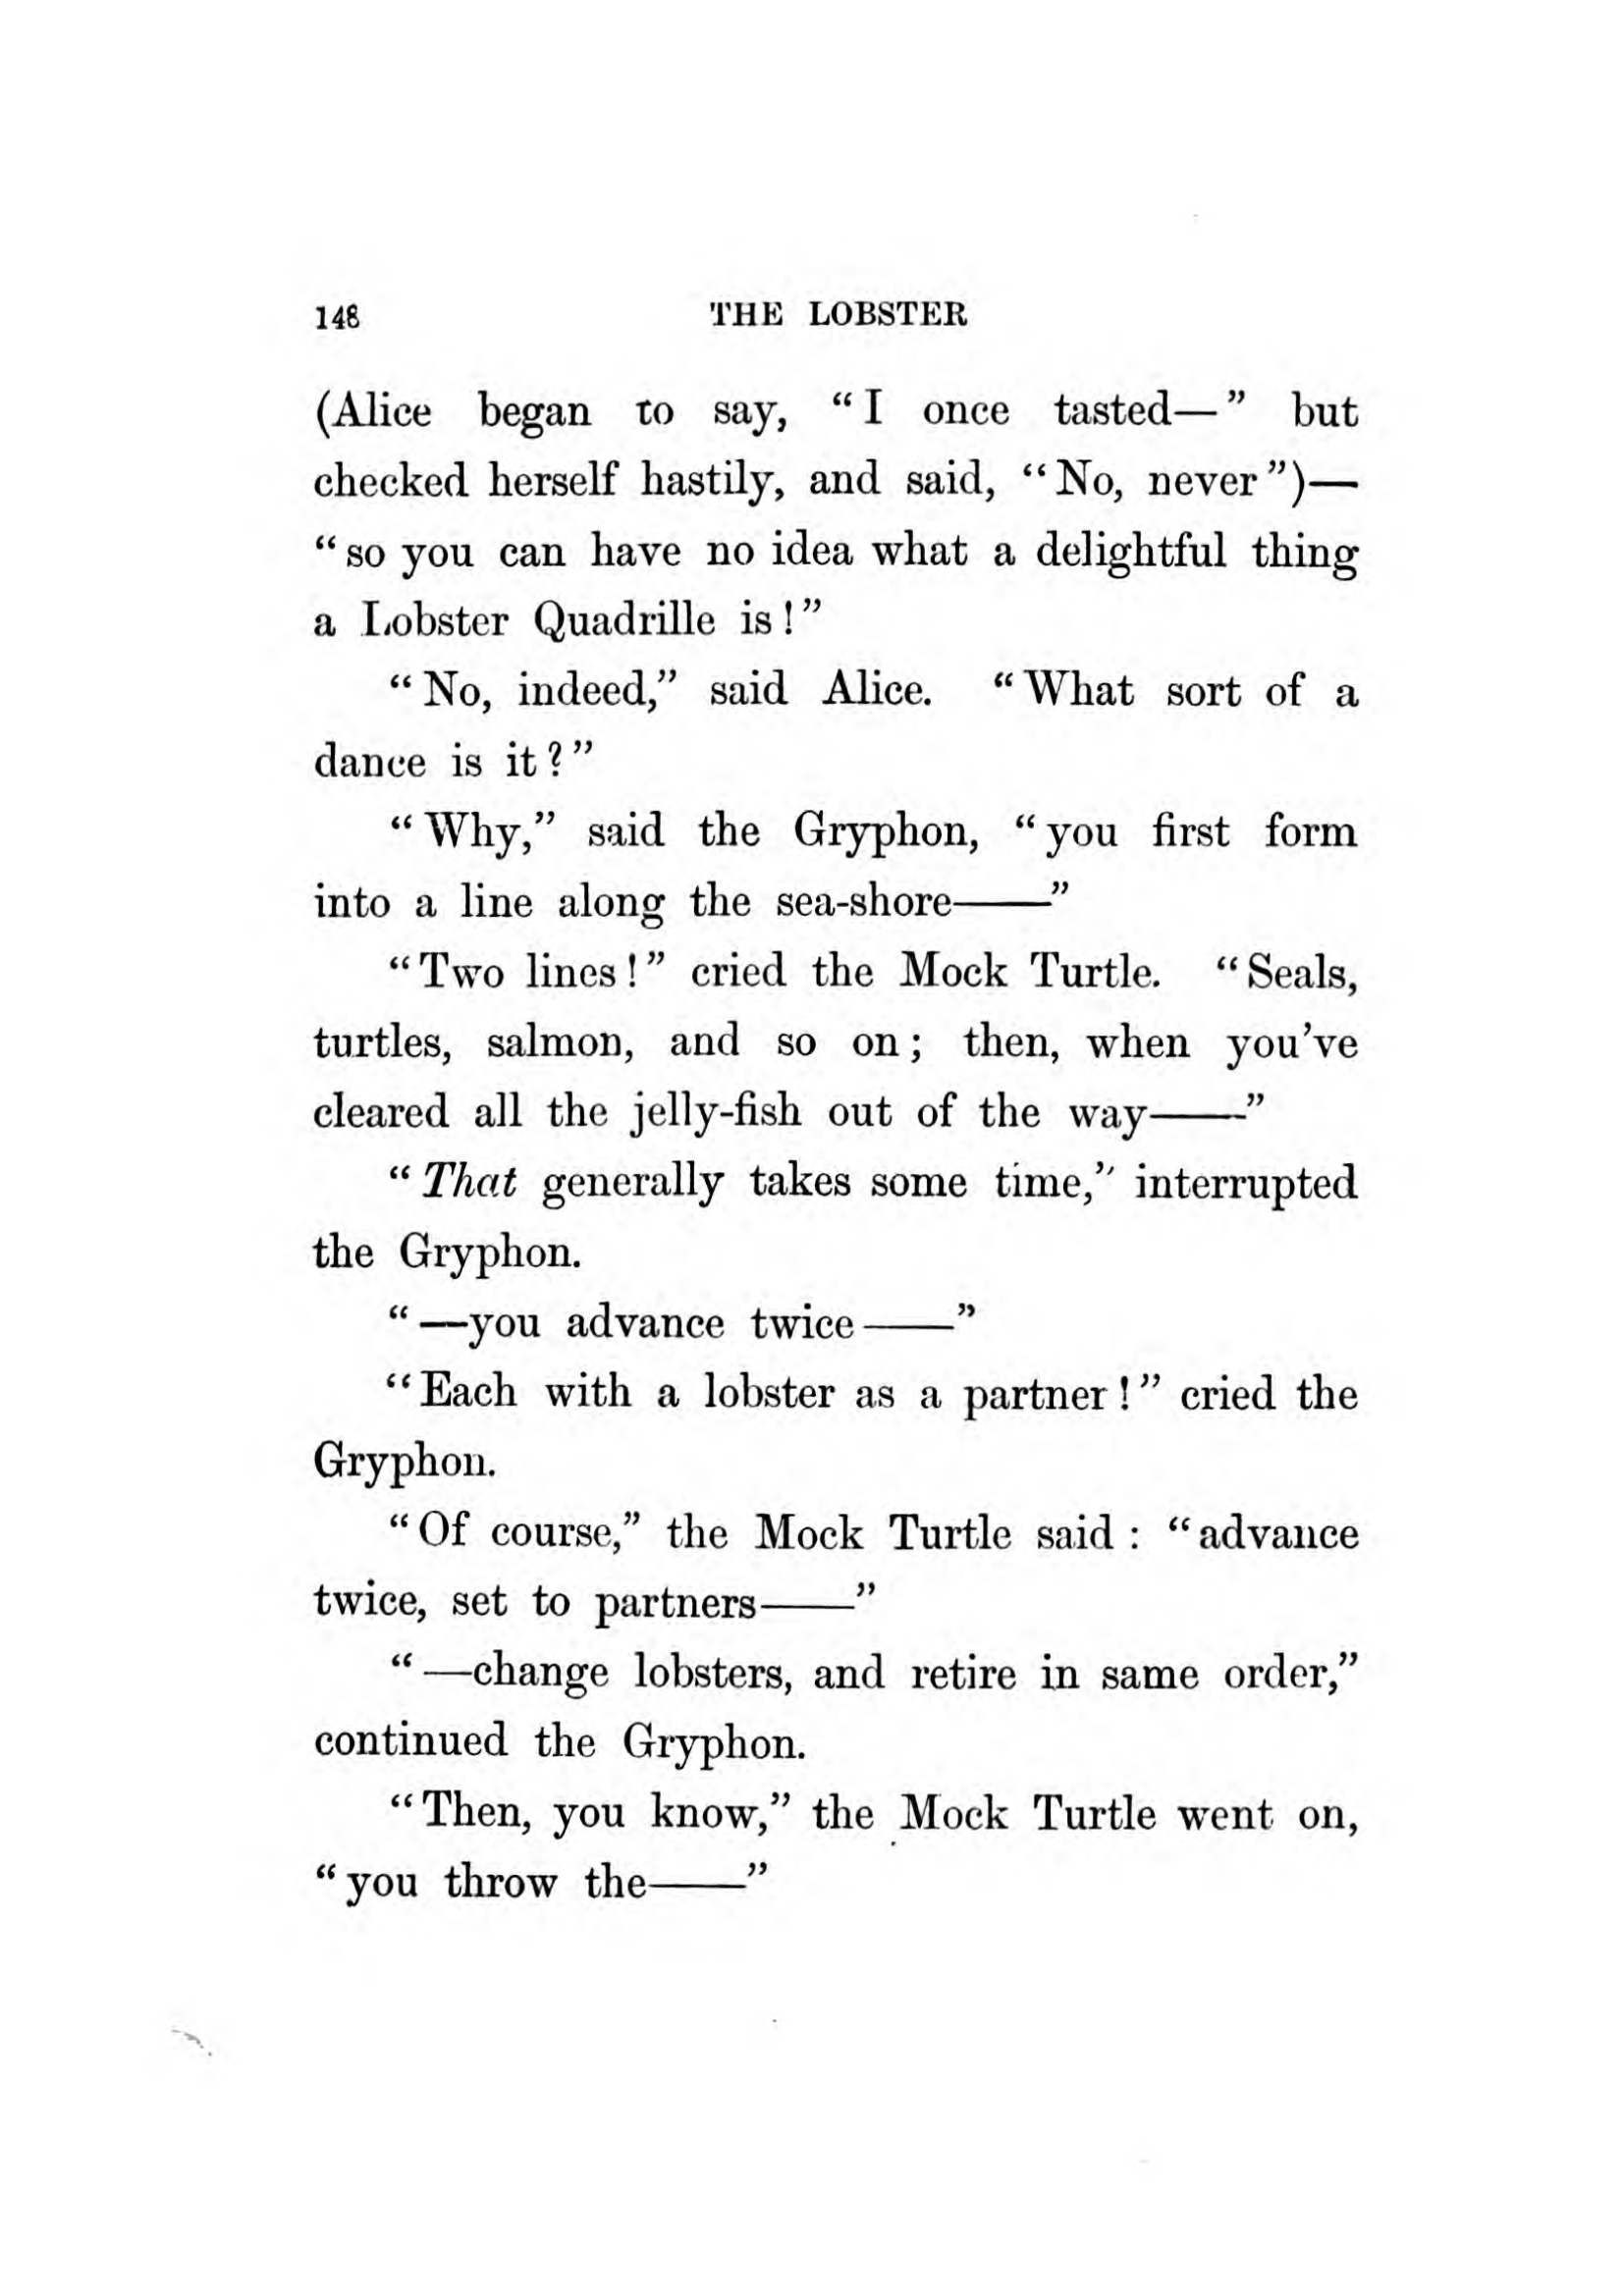 148 THE LOBSTER
(Alice began to say, “I once tasted—” but
checked herself hastily, and said, “No, never”)—
“so you can have no idea what a delightful thing
a Lobster Quadrille is!”
“No, indeed,” said Alice. “What sort of a
dance is it?”
“Why,” said the Gryphon, “you first form
into a line along the sea-shore——”
“Two lines!” cried the Mock Turtle. “Seals,
turtles, salmon, and so on; then, when you’ve
cleared all the jelly-fish out of the way——”
“That generally takes some time,” interrupted
the Gryphon.
“—you advance twice——”
“Each with a lobster as a partner!” cried the
Gryphon.
“Of course,” the Mock Turtle said: “advance
twice, set to partners——”
“—change lobsters, and retire in same order,”
continued the Gryphon.
“Then, you know,” the Mock Turtle went on,
“you throw the——”